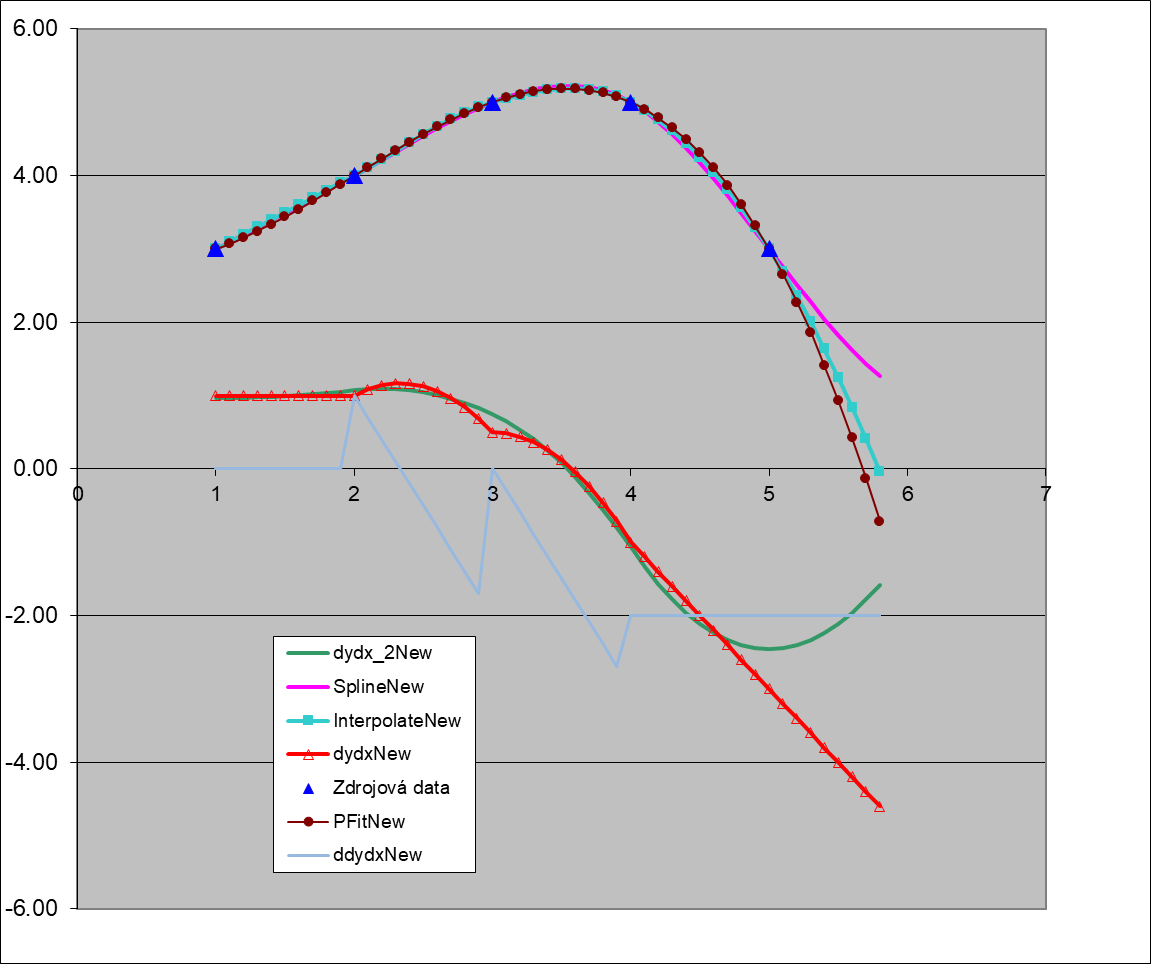 6.00
4.00
2.00
0.00
0 1 2 3 4 5 6 7
-2.00
dydx_2New
SplineNew
InterpolateNew
dydxNew
Zdrojová data
PFitNew
ddydxNew
-4.00
-6.00